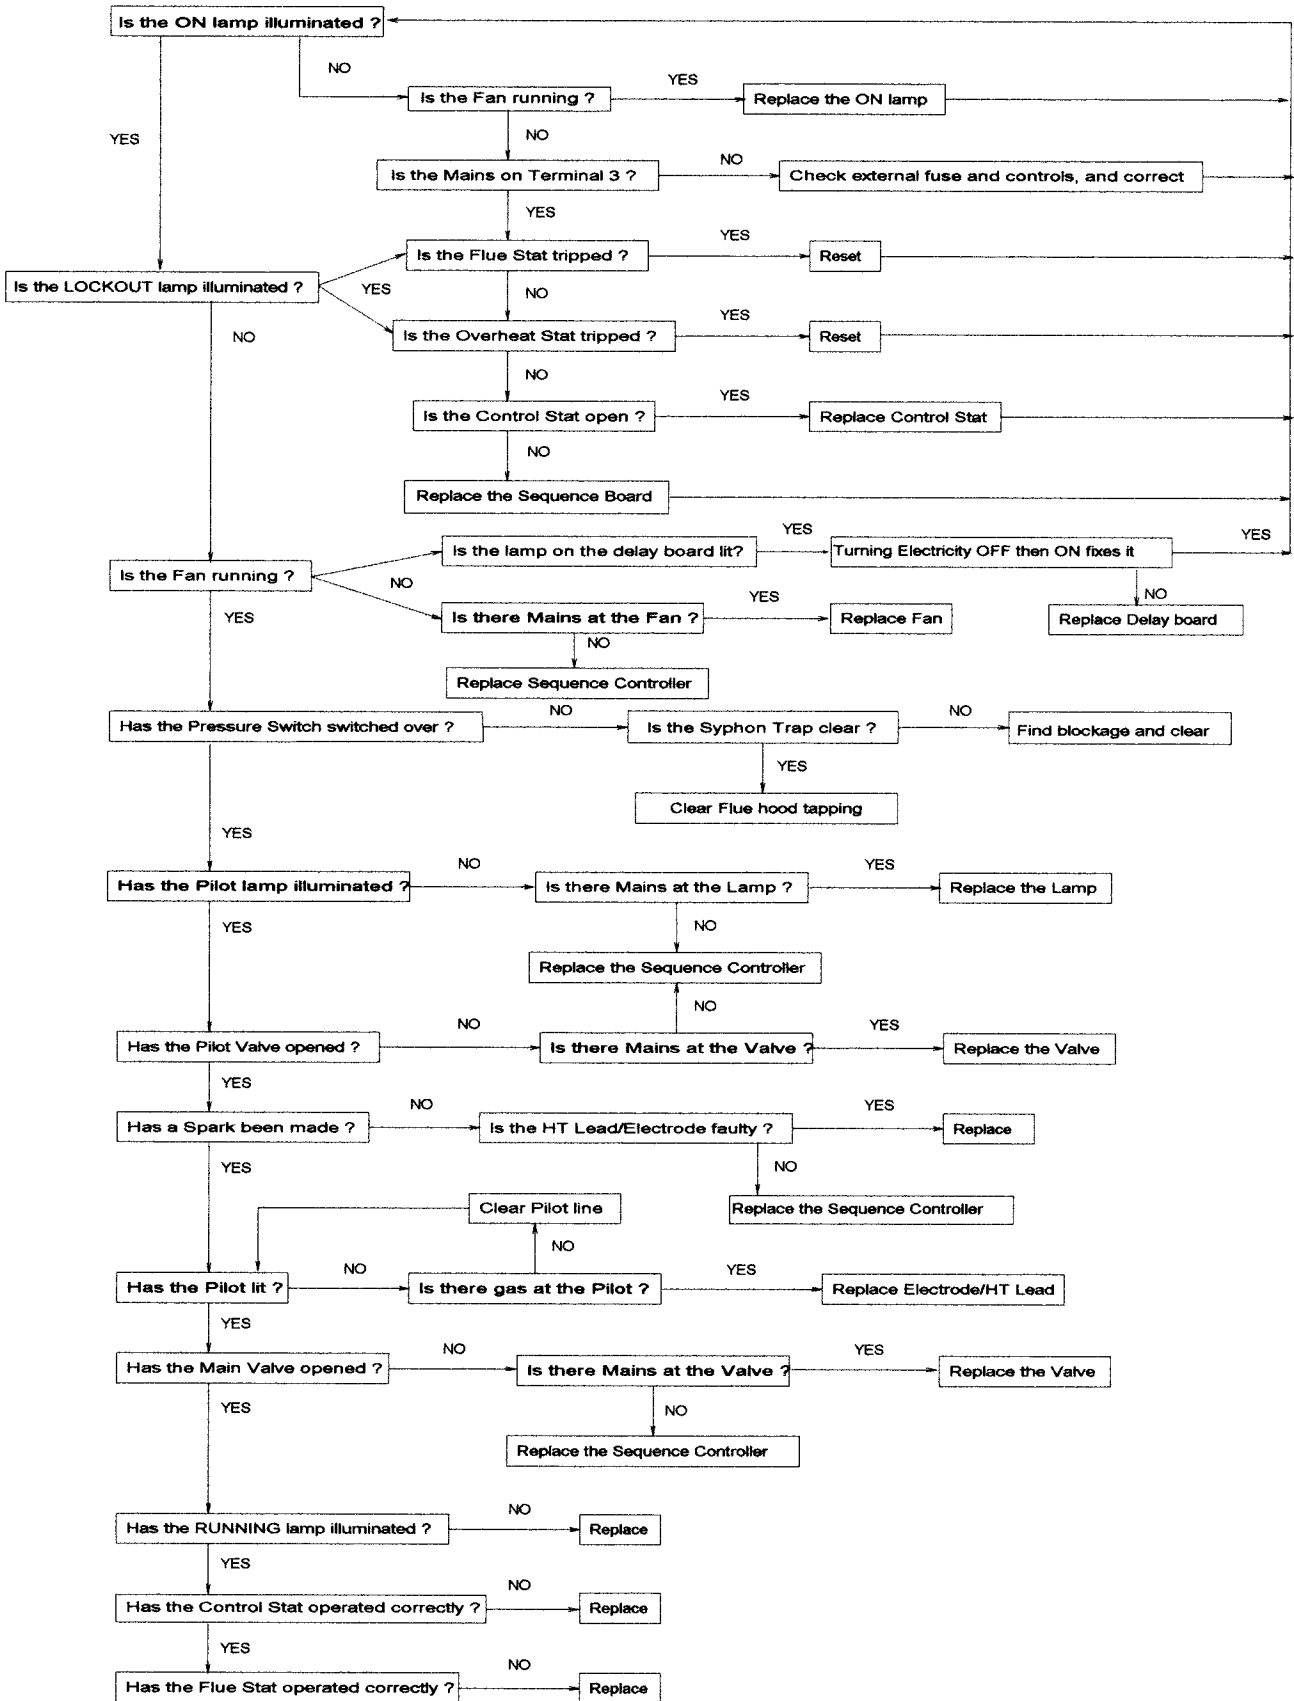 Is the ON lamp illuminated ?
NO
YES
Is the Fan running ?
YES
Replace the ON lamp
NO
Is the Mains on Terminal 3 ?
NO
Check external fuse and controls, and correct
YES
Is the Flue Stat tripped ?
YES
Reset
Is the LOCKOUT lamp illuminated ?
YES
NO
NO
Is the Overheat Stat tripped ?
YES
Reset
NO
Is the Control Stat open ?
YES
Replace Control Stat
NO
Replace the Sequence Board
Is the lamp on the delay board lit?
YES
Turning Electricity OFF then ON fixes it
YES
Is the Fan running ?
NO
NO
Replace Delay board
YES
Is there Mains at the Fan ?
YES
Replace Fan
NO
Replace Sequence Controller
Has the Pressure Switch switched over ?
NO
Is the Syphon Trap clear ?
NO
Find blockage and clear
YES
Clear Flue hood tapping
YES
Has the Pilot lamp illuminated ?
NO
Is there Mains at the Lamp ?
YES
Replace the Lamp
YES
NO
Replace the Sequence Controller
NO
Has the Pilot Valve opened ?
NO
Is there Mains at the Valve ?
YES
Replace the Valve
YES
Has a Spark been made ?
NO
Is the HT Lead/Electrode faulty ?
YES
Replace
YES
NO
Replace the Sequence Controller
Clear Pilot line
NO
Has the Pilot lit ?
NO
Is there gas at the Pilot ?
YES
Replace Electrode/HT Lead
YES
Has the Main Valve opened ?
NO
Is there Mains at the Valve ?
YES
Replace the Valve
YES
NO
Replace the Sequence Controller
Has the RUNNING lamp illuminated ?
NO
Replace
YES
Has the Control Stat operated correctly ?
NO
Replace
YES
Has the Flue Stat operated correctly ?
NO
Replace